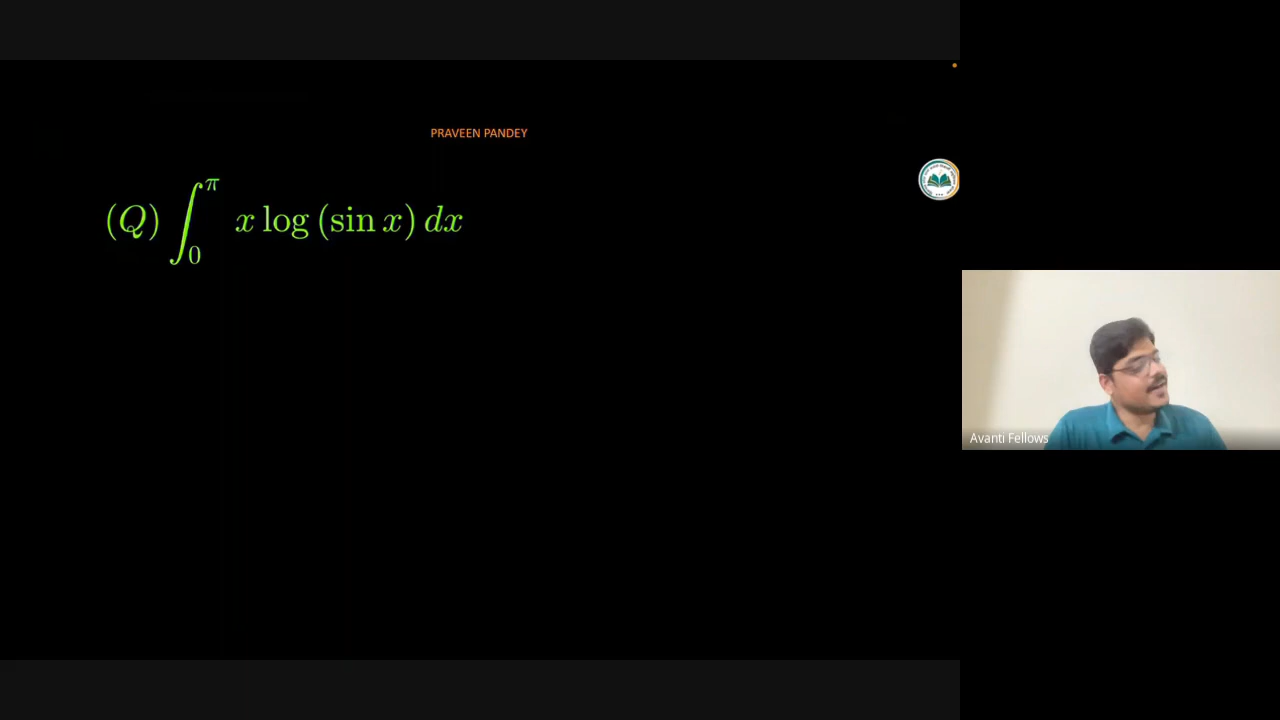 PRAVEEN PANDEY
(Q) ∫₀^π x log (sin x) dx
Avanti Fellows